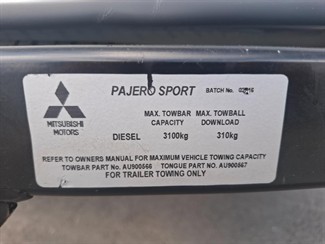 PAJERO SPORT BATCH No.
MITSUBISHI
MOTORS
MAX. TOWBAR MAX. TOWBALL
CAPACITY DOWNLOAD
DIESEL 3100kg 310kg
REFER TO OWNERS MANUAL FOR MAXIMUM VEHICLE TOWING CAPACITY
TOWBAR PART No. AU900566 TONGUE PART No. AU900567
FOR TRAILER TOWING ONLY